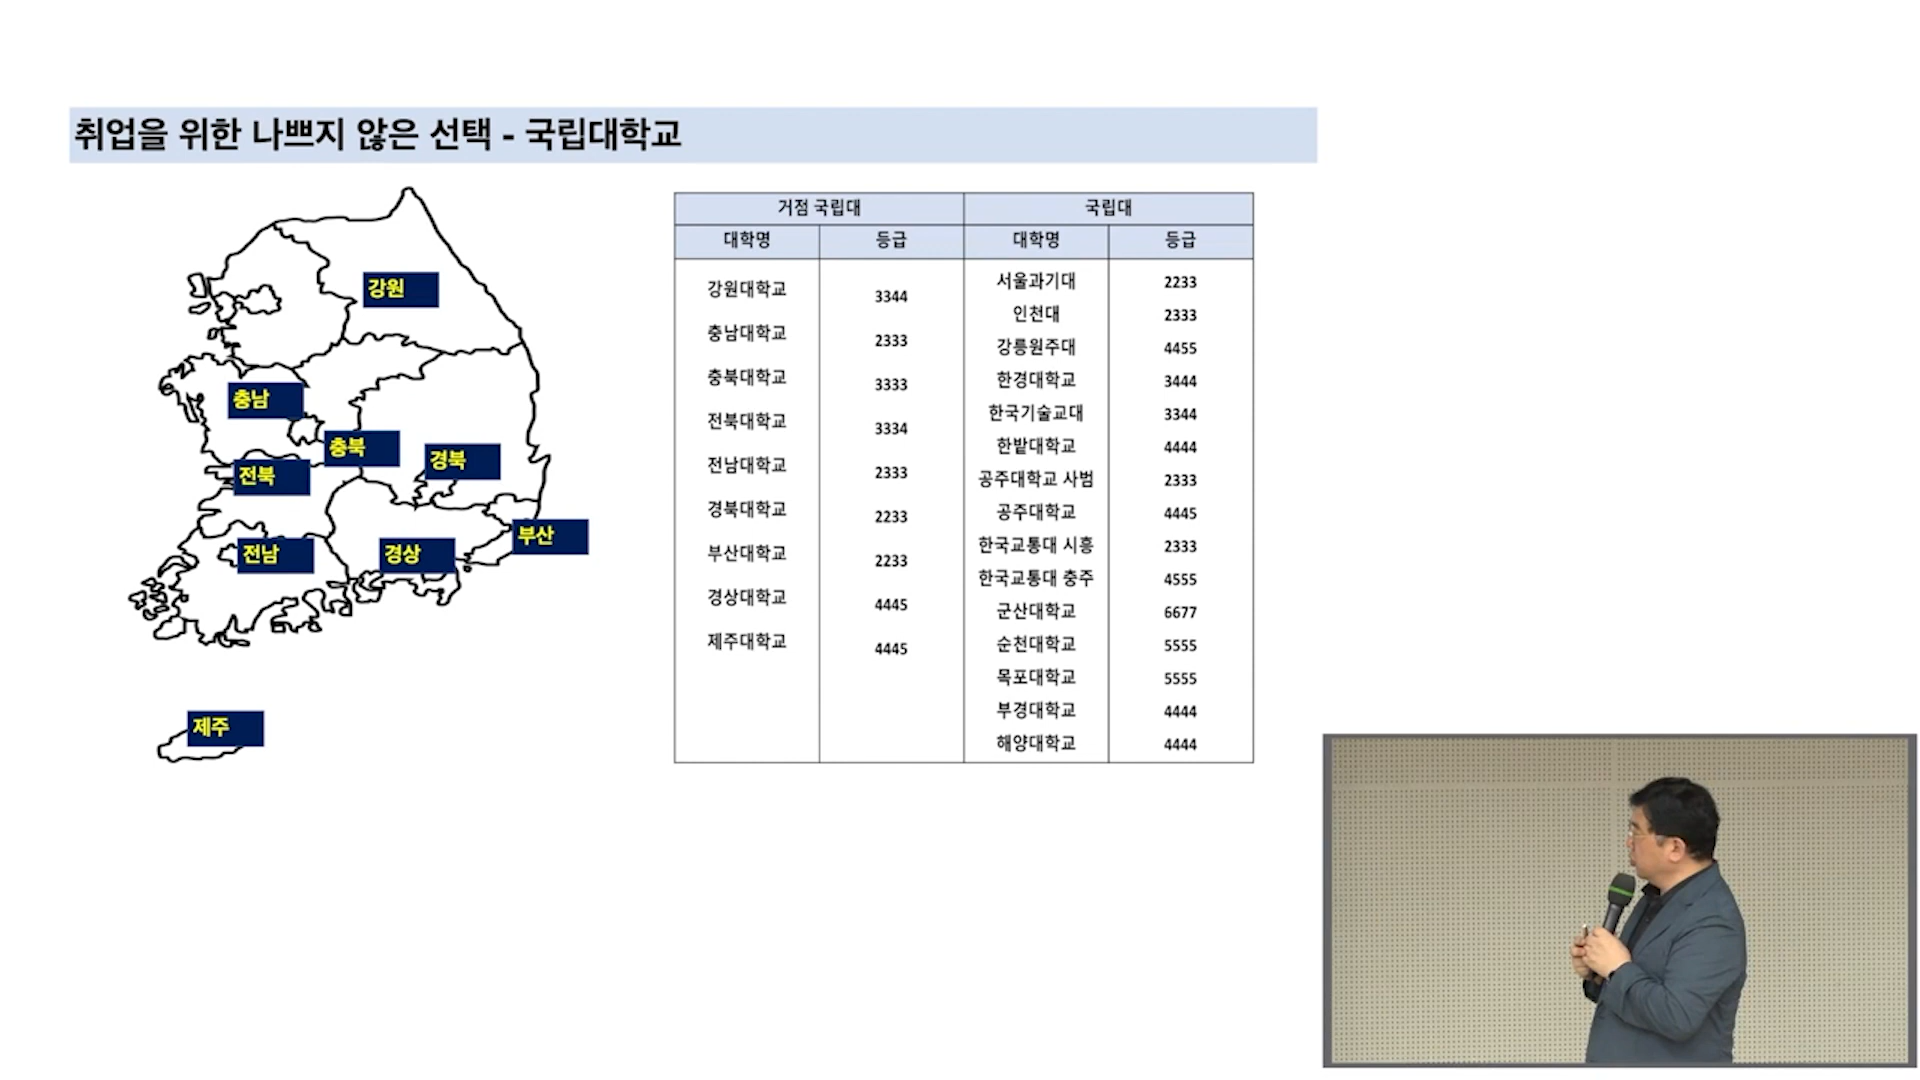 취업을 위한 나쁘지 않은 선택 - 국립대학교
강원
충남
충북
경북
전북
부산
전남
경상
제주
거점 국립대 국립대
대학명 등급 대학명 등급
강원대학교 3344
충남대학교 2333
충북대학교 3333
전북대학교 3334
전남대학교 2333
경북대학교 2233
부산대학교 2233
경상대학교 4445
제주대학교 4445
서울과기대 2233
인천대 2333
강릉원주대 4455
한경대학교 3444
한국기술교대 3344
한밭대학교 4444
공주대학교 사범 2333
공주대학교 4445
한국교통대 시흥 2333
한국교통대 충주 4555
군산대학교 6677
순천대학교 5555
목포대학교 5555
부경대학교 4444
해양대학교 4444